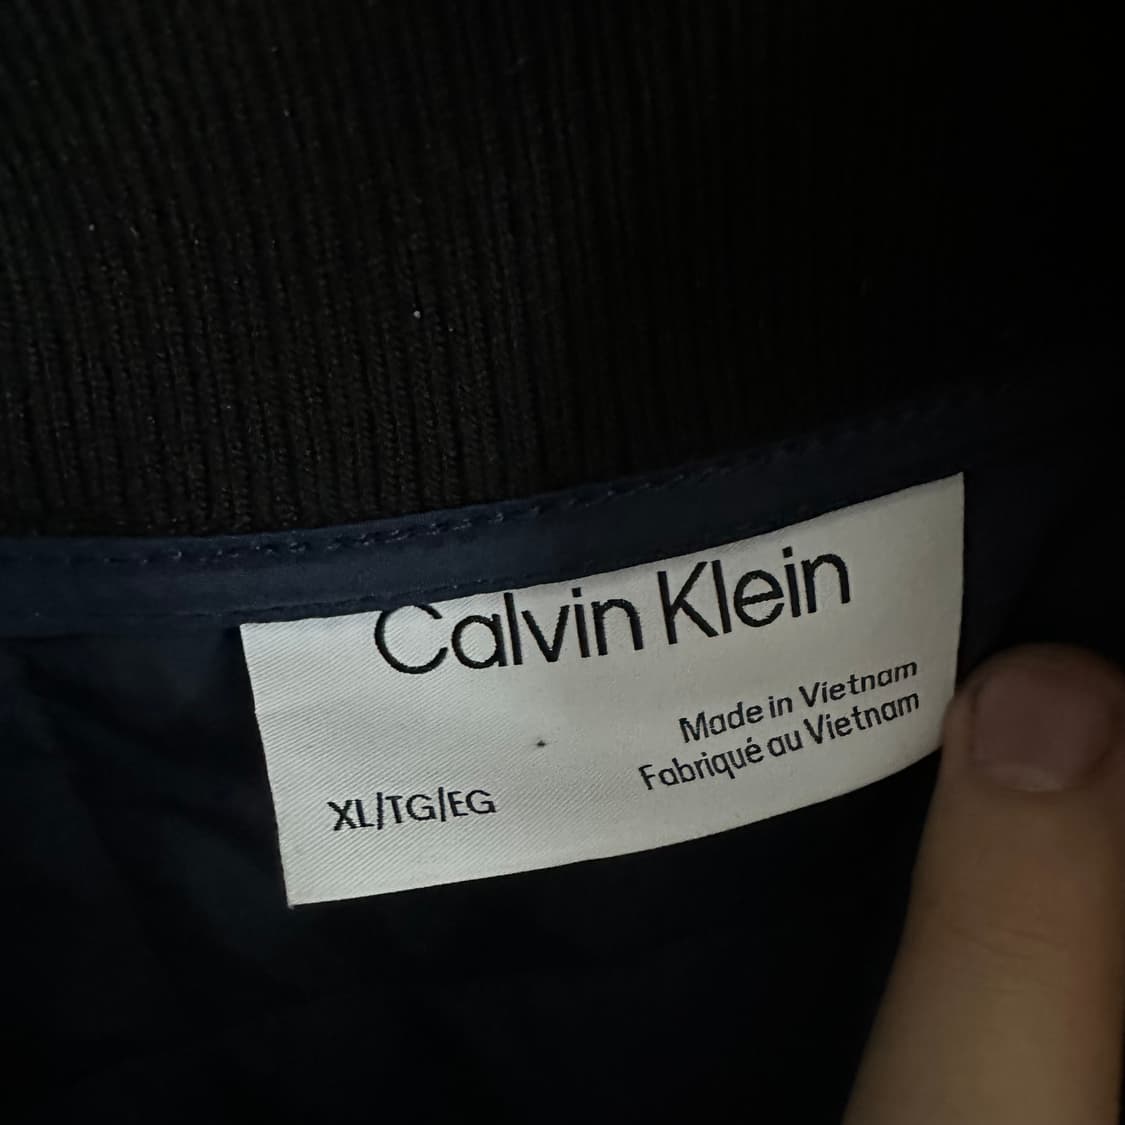 Calvin Klein
Made in Vietnam
Fabriqué au Vietnam
XL/TG/EG